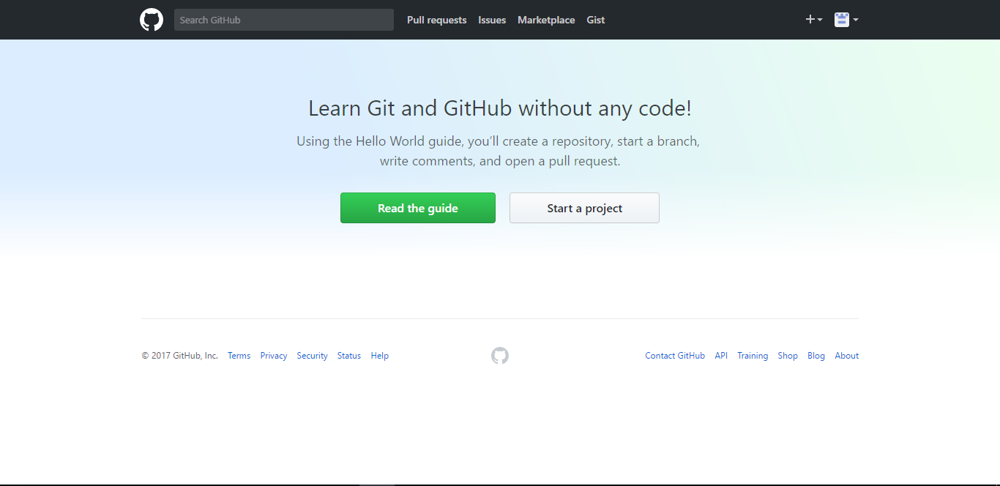 Search GitHub Pull requests Issues Marketplace Gist
Learn Git and GitHub without any code!
Using the Hello World guide, you’ll create a repository, start a branch,
write comments, and open a pull request.
Read the guide Start a project
© 2017 GitHub, Inc. Terms Privacy Security Status Help Contact GitHub API Training Shop Blog About